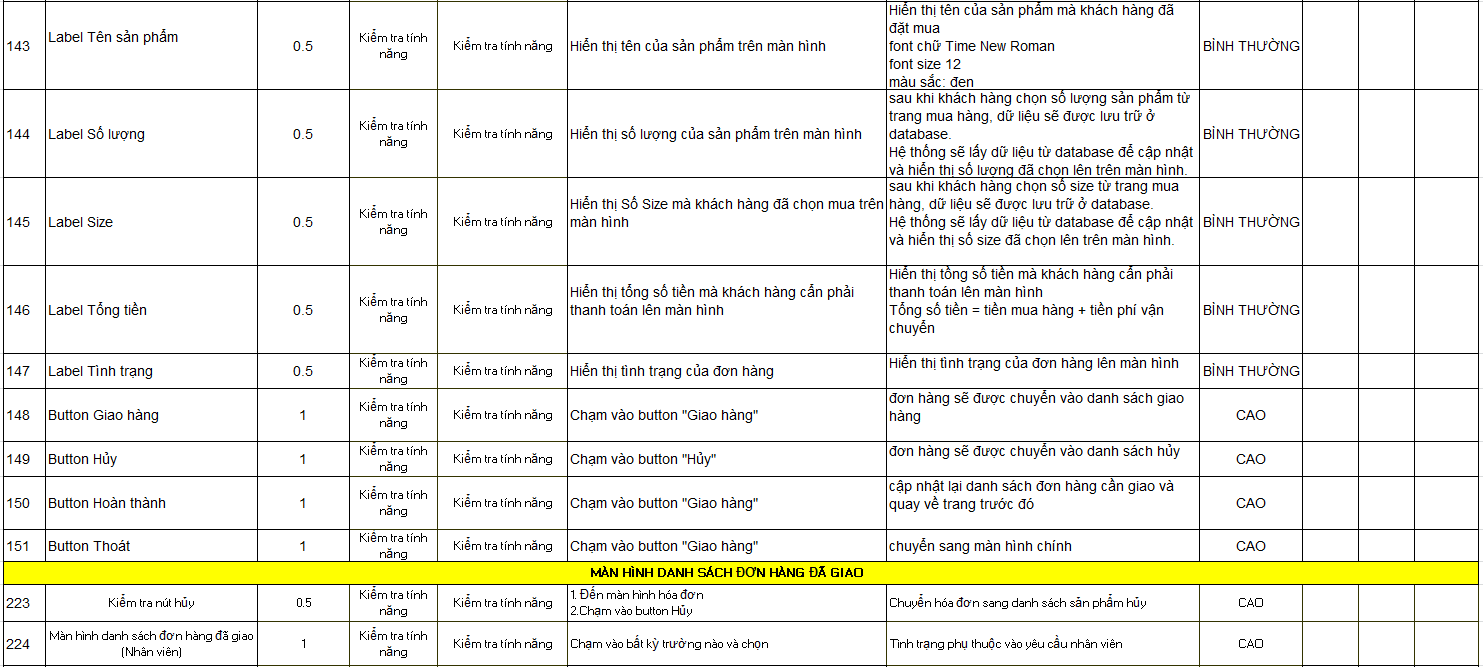 143
Label Tên sản phẩm
0.5
Kiểm tra tính
năng
Kiểm tra tính năng
Hiển thị tên của sản phẩm trên màn hình
Hiển thị tên của sản phẩm mà khách hàng đã
đặt mua
font chữ Time New Roman
font size 12
màu sắc: đen
BÌNH THƯỜNG
144
Label Số lượng
0.5
Kiểm tra tính
năng
Kiểm tra tính năng
Hiển thị số lượng của sản phẩm trên màn hình
sau khi khách hàng chọn số lượng sản phẩm từ
trang mua hàng, dữ liệu sẽ được lưu trữ ở
database.
Hệ thống sẽ lấy dữ liệu từ database để cập nhật
và hiển thị số lượng đã chọn lên trên màn hình.
BÌNH THƯỜNG
145
Label Size
0.5
Kiểm tra tính
năng
Kiểm tra tính năng
Hiển thị Số Size mà khách hàng đã chọn mua trên
màn hình
sau khi khách hàng chọn số size từ trang mua
hàng, dữ liệu sẽ được lưu trữ ở database.
Hệ thống sẽ lấy dữ liệu từ database để cập nhật
và hiển thị số size đã chọn lên trên màn hình.
BÌNH THƯỜNG
146
Label Tổng tiền
0.5
Kiểm tra tính
năng
Kiểm tra tính năng
Hiển thị tổng số tiền mà khách hàng cẩn phải
thanh toán lên màn hình
Hiển thị tổng số tiền mà khách hàng cẩn phải
thanh toán lên màn hình
Tổng số tiền = tiền mua hàng + tiền phí vận
chuyển
BÌNH THƯỜNG
147
Label Tình trạng
0.5
Kiểm tra tính
năng
Kiểm tra tính năng
Hiển thị tình trạng của đơn hàng
Hiển thị tình trạng của đơn hàng lên màn hình
BÌNH THƯỜNG
148
Button Giao hàng
1
Kiểm tra tính
năng
Kiểm tra tính năng
Chạm vào button "Giao hàng"
đơn hàng sẽ được chuyển vào danh sách giao
hàng
CAO
149
Button Hủy
1
Kiểm tra tính
năng
Kiểm tra tính năng
Chạm vào button "Hủy"
đơn hàng sẽ được chuyển vào danh sách hủy
CAO
150
Button Hoàn thành
1
Kiểm tra tính
năng
Kiểm tra tính năng
Chạm vào button "Giao hàng"
cập nhật lại danh sách đơn hàng cần giao và
quay về trang trước đó
CAO
151
Button Thoát
1
Kiểm tra tính
năng
Kiểm tra tính năng
Chạm vào button "Giao hàng"
chuyển sang màn hình chính
CAO
MÀN HÌNH DANH SÁCH ĐƠN HÀNG ĐÃ GIAO
223
Kiểm tra nút hủy
0.5
Kiểm tra tính
năng
Kiểm tra tính năng
1. Đến màn hình hóa đơn
2.Chạm vào button Hủy
Chuyển hóa đơn sang danh sách sản phẩm hủy
CAO
224
Màn hình danh sách đơn hàng đã giao
(Nhân viên)
1
Kiểm tra tính
năng
Kiểm tra tính năng
Chạm vào bất kỳ trường nào và chọn
Tình trạng phụ thuộc vào yêu cầu nhân viên
CAO